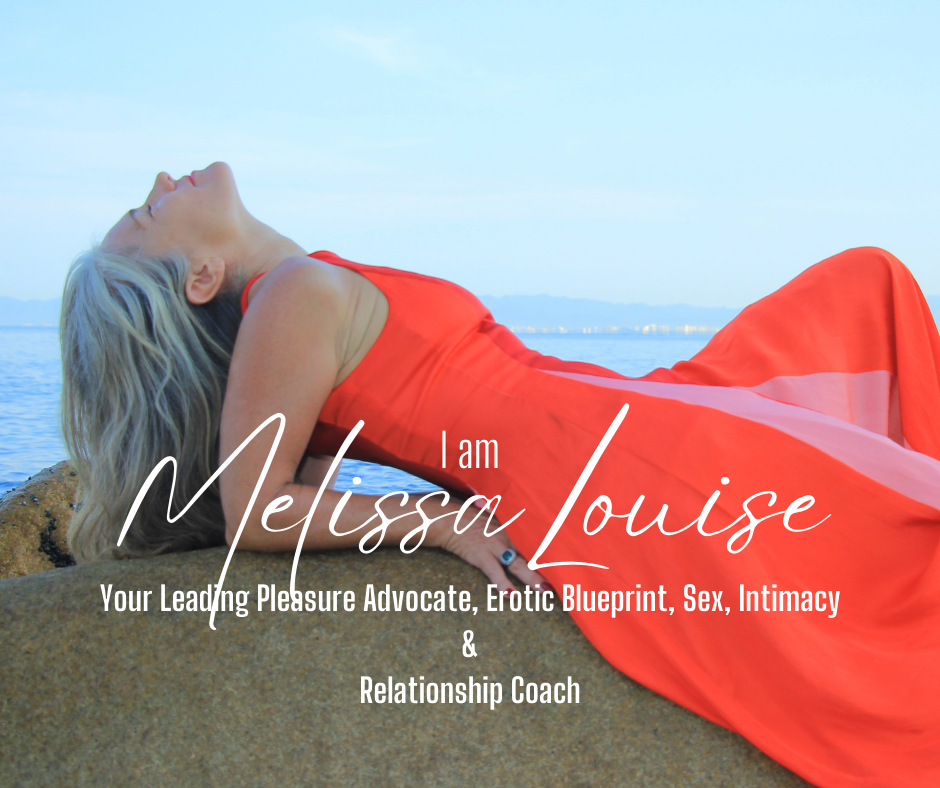 I am
Melissa Louise
Your Leading Pleasure Advocate, Erotic Blueprint, Sex, Intimacy
&
Relationship Coach